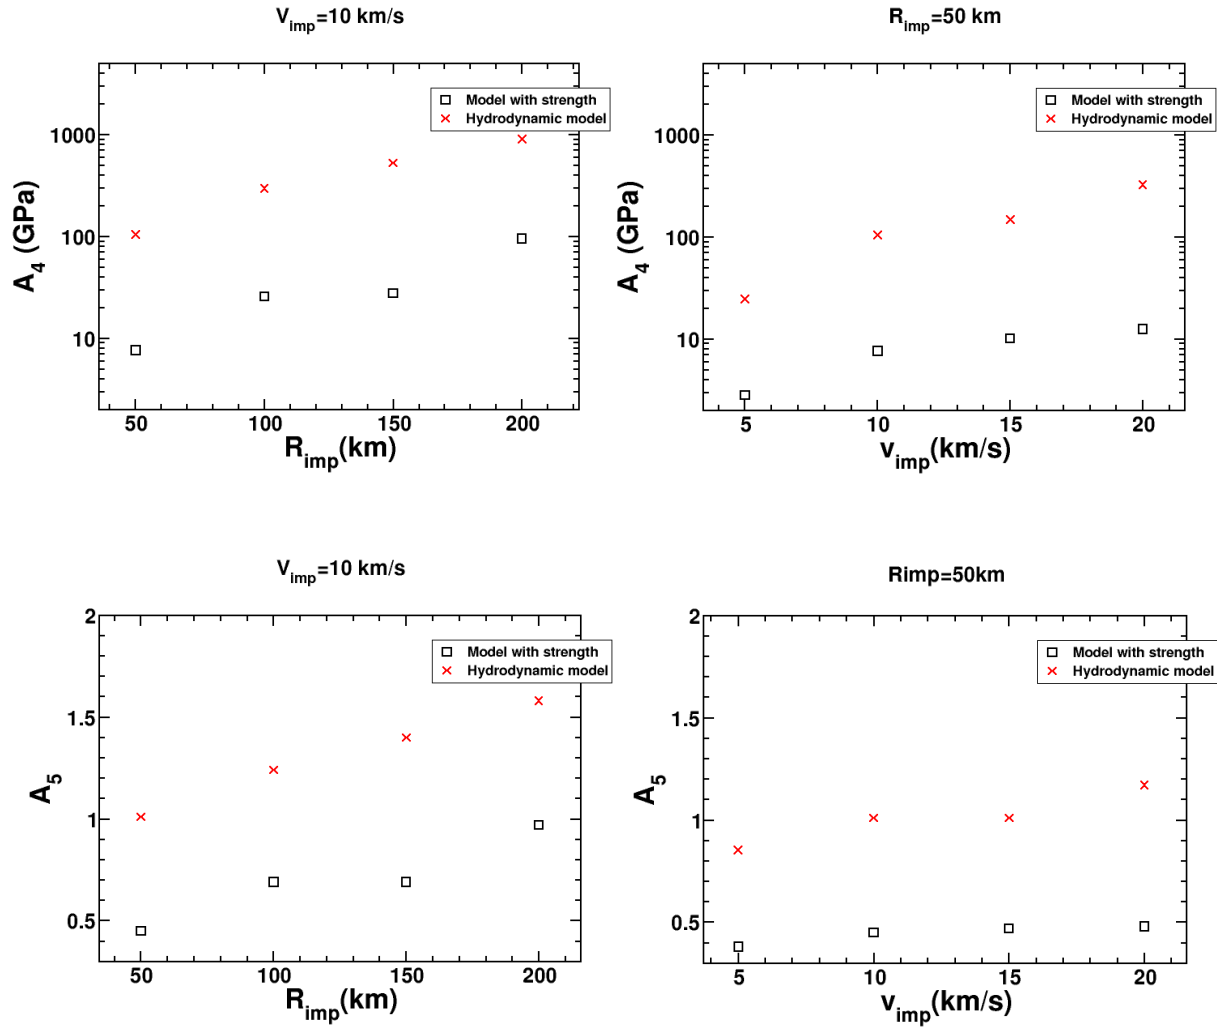 V_imp=10 km/s
R_imp=50 km
Model with strength
Hydrodynamic model
1000
100
10
A_4 (GPa)
50 100 150 200
R_imp(km)
Model with strength
Hydrodynamic model
1000
100
10
A_4 (GPa)
5 10 15 20
v_imp(km/s)
V_imp=10 km/s
Rimp=50km
Model with strength
Hydrodynamic model
2
1.5
1
0.5
A_5
50 100 150 200
R_imp(km)
Model with strength
Hydrodynamic model
2
1.5
1
0.5
A_5
5 10 15 20
v_imp(km/s)